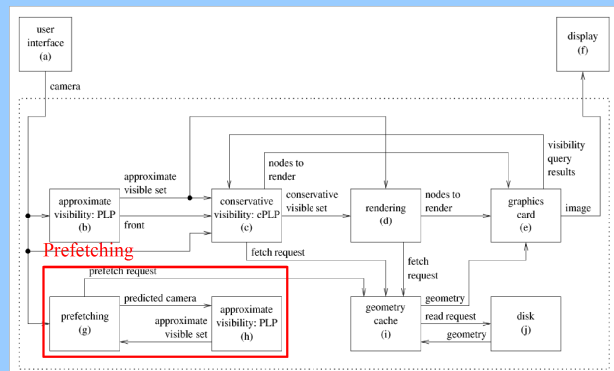 user
interface
(a)
display
(f)
camera
approximate
visible set
nodes to
render
visibility
query
results
approximate
visibility: PLP
(b)
front
conservative
visibility: cPLP
(c)
conservative
visible set
rendering
(d)
nodes to
render
graphics
card
(e)
image
Prefetching
fetch request
fetch
request
prefetch request
prefetching
(g)
predicted camera
approximate
visible set
approximate
visibility: PLP
(h)
geometry
cache
(i)
geometry
read request
geometry
disk
(j)